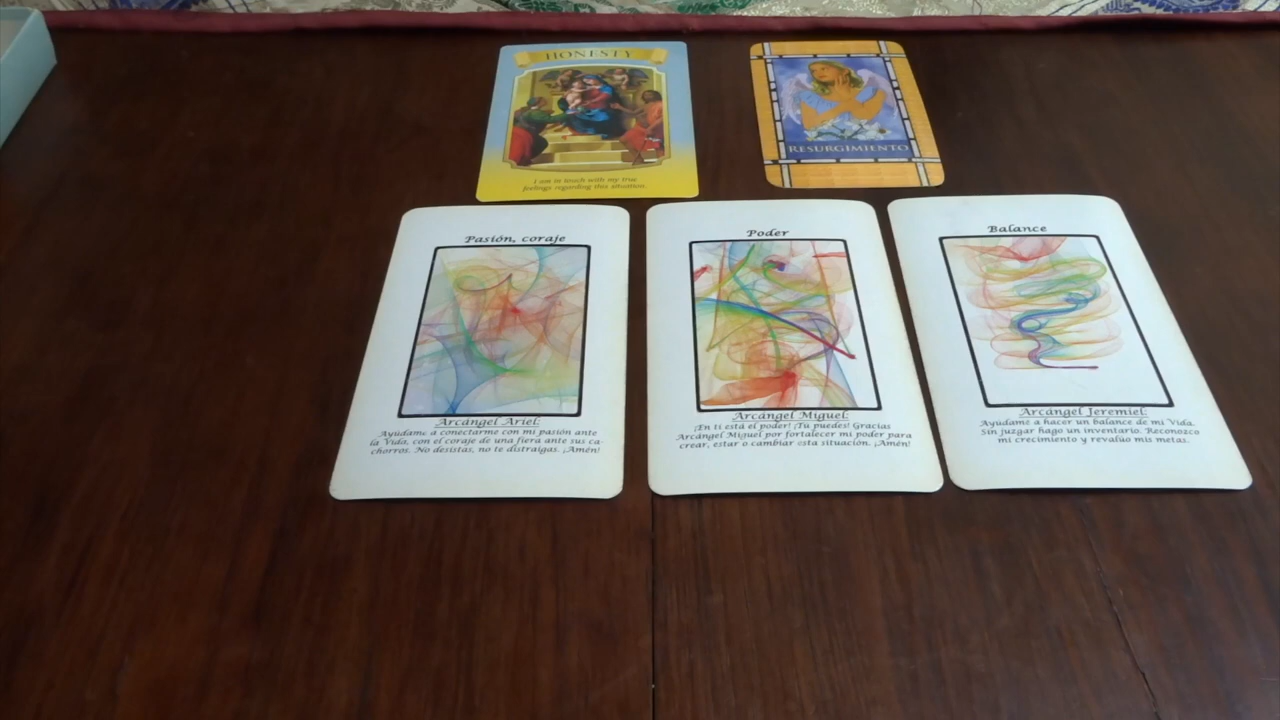 HONESTY
I am in touch with my true
feelings regarding this situation.
RESURGIMIENTO
Pasión, coraje
Arcángel Ariel:
Ayúdame a conectarme con mi pasión ante
la Vida, con el coraje de una fiera ante sus ca-
chorros. No desistas, no te distraigas. ¡Amén!
Poder
Arcángel Miguel:
¡En ti está el poder! ¡Tú puedes! Gracias
Arcángel Miguel por fortalecer mi poder para
crear, estar o cambiar esta situación. ¡Amén!
Balance
Arcángel Jeremiel:
Ayúdame a hacer un balance de mi Vida.
Sin juzgar hago un inventario. Reconozco
mi crecimiento y revalúo mis metas.